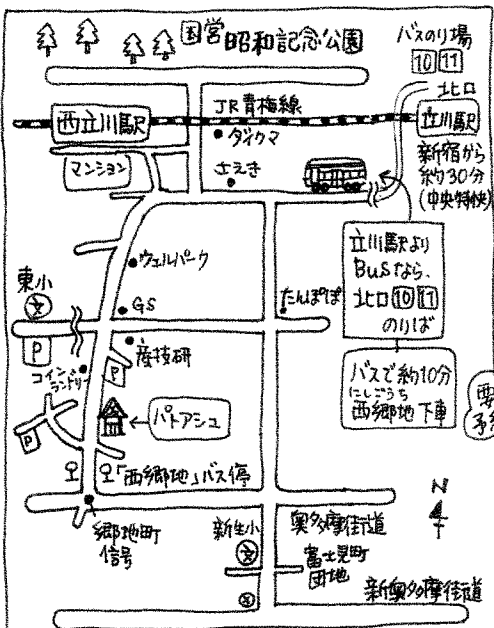 国営昭和記念公園
バスのり場
10 11
北口
JR青梅線
西立川駅
立川駅
ダイクマ
新宿から
約30分
(中央特快)
マンション
さえき
立川駅より
Busなら、
北口 10 11
のりば
ウェルパーク
東小
文
GS
たんぽぽ
P
産技研
コイン
ランドリー
P
バスで約10分
にしごうち
西郷地下車
パトアシュ
P
「西郷地」バス停
N
郷地町
信号
新生小
文
奥多摩街道
富士見町
団地
新奥多摩街道